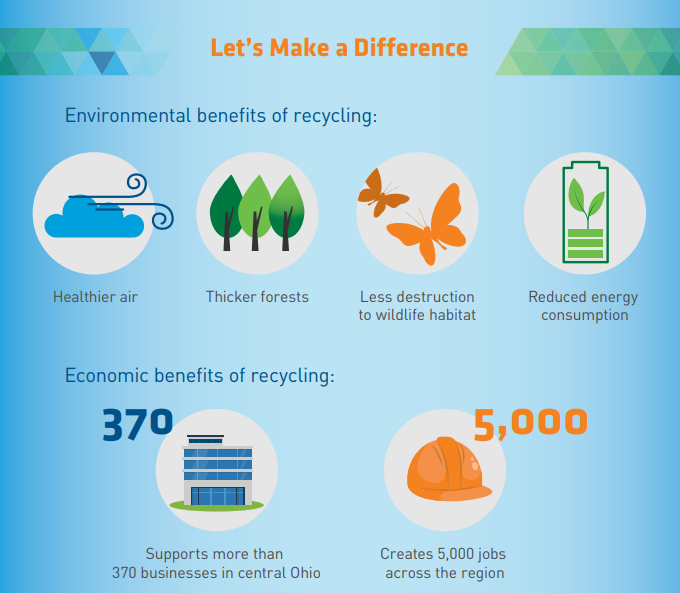 Let's Make a Difference
Environmental benefits of recycling:
Healthier air
Thicker forests
Less destruction
to wildlife habitat
Reduced energy
consumption
Economic benefits of recycling:
370
5,000
Supports more than
370 businesses in central Ohio
Creates 5,000 jobs
across the region